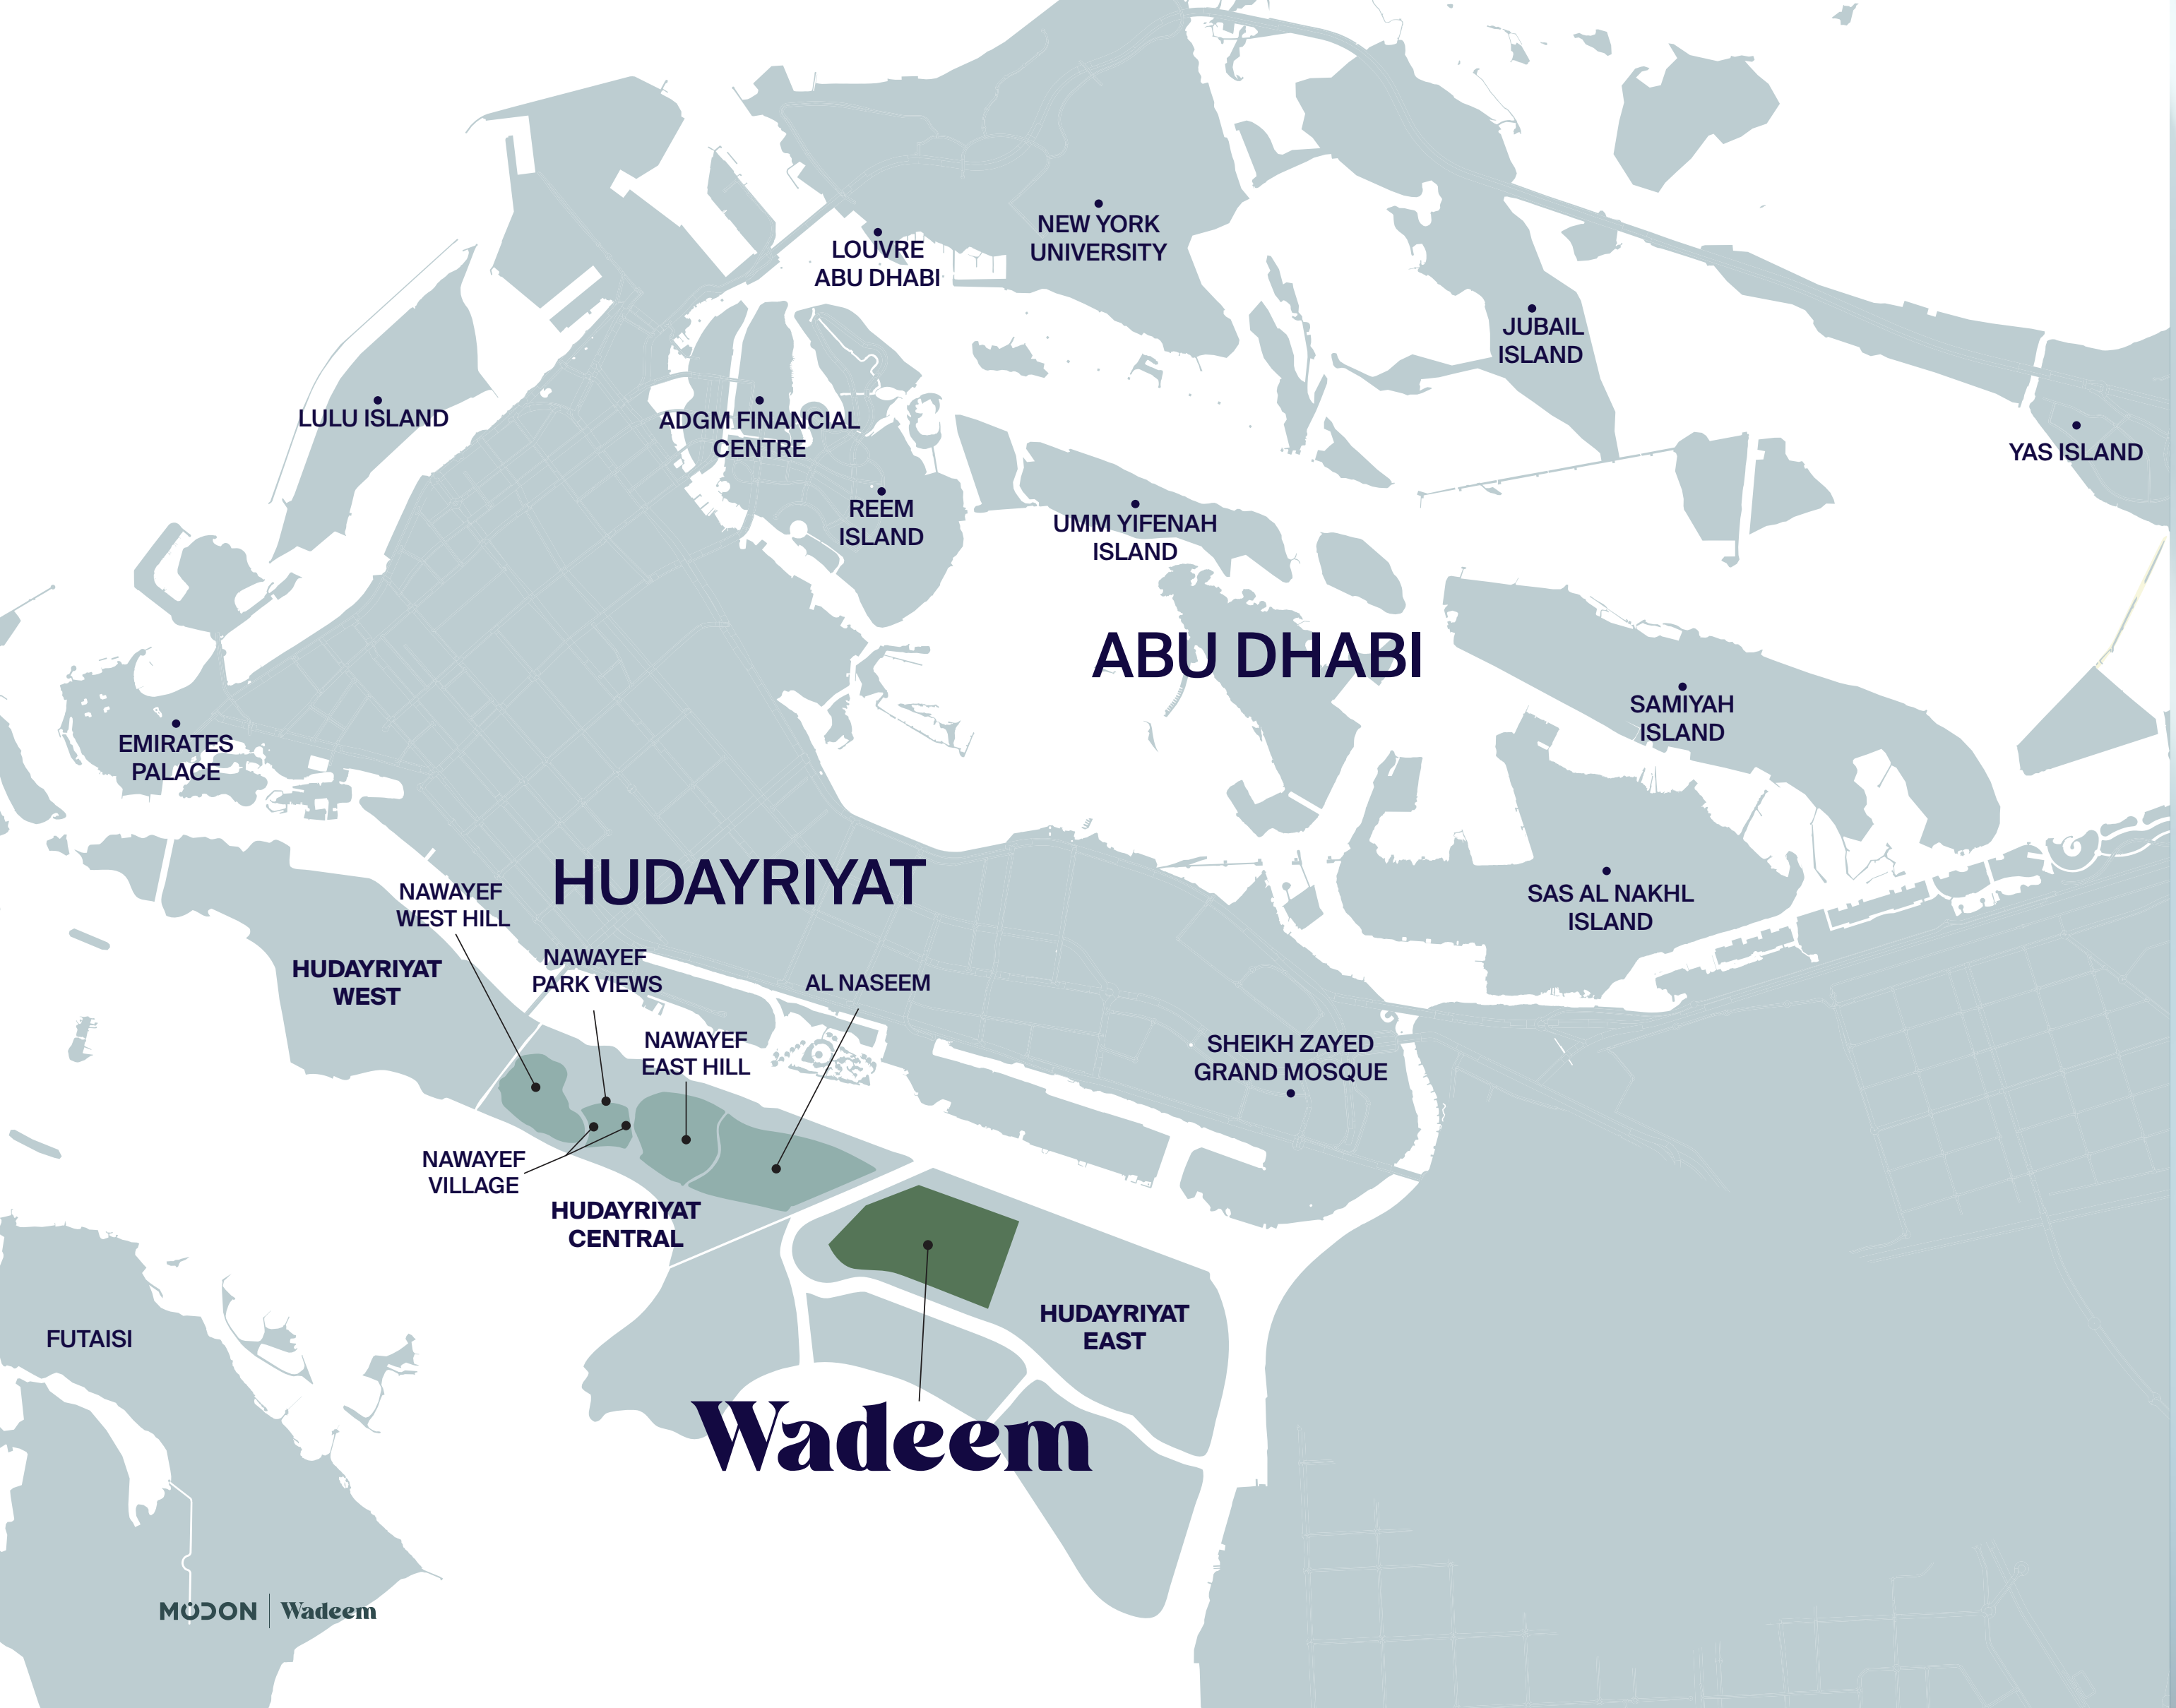 NEW YORK
UNIVERSITY
LOUVRE
ABU DHABI
JUBAIL
ISLAND
LULU ISLAND
ADGM FINANCIAL
CENTRE
YAS ISLAND
REEM
ISLAND
UMM YIFENAH
ISLAND
ABU DHABI
SAMIYAH
ISLAND
EMIRATES
PALACE
HUDAYRIYAT
NAWAYEF
WEST HILL
SAS AL NAKHL
ISLAND
HUDAYRIYAT
WEST
NAWAYEF
PARK VIEWS
AL NASEEM
NAWAYEF
EAST HILL
SHEIKH ZAYED
GRAND MOSQUE
NAWAYEF
VILLAGE
HUDAYRIYAT
CENTRAL
HUDAYRIYAT
EAST
FUTAISI
Wadeem
MODON | Wadeem